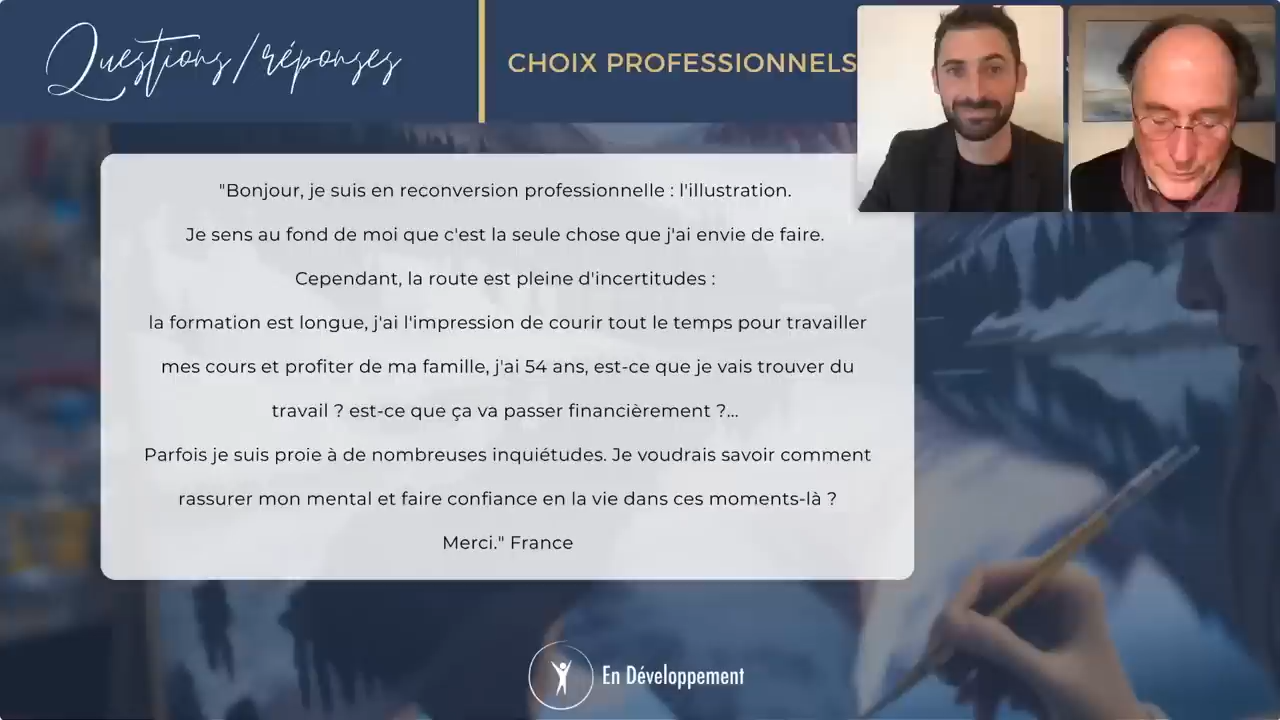 Questions/réponses
CHOIX PROFESSIONNELS
"Bonjour, je suis en reconversion professionnelle : l'illustration.
Je sens au fond de moi que c'est la seule chose que j'ai envie de faire.
Cependant, la route est pleine d'incertitudes :
la formation est longue, j'ai l'impression de courir tout le temps pour travailler
mes cours et profiter de ma famille, j'ai 54 ans, est-ce que je vais trouver du
travail ? est-ce que ça va passer financièrement ?...
Parfois je suis proie à de nombreuses inquiétudes. Je voudrais savoir comment
rassurer mon mental et faire confiance en la vie dans ces moments-là ?
Merci." France
En Développement